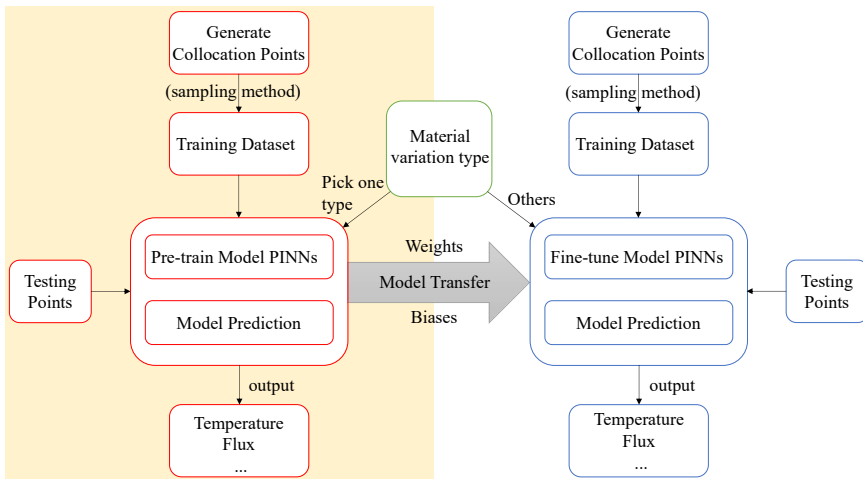 Generate
Collocation Points
(sampling method)
Training Dataset
Pick one
type
Testing
Points
Pre-train Model PINNs
Model Prediction
output
Temperature
Flux
...
Material
variation type
Others
Weights
Model Transfer
Biases
Generate
Collocation Points
(sampling method)
Training Dataset
Fine-tune Model PINNs
Model Prediction
Testing
Points
output
Temperature
Flux
...